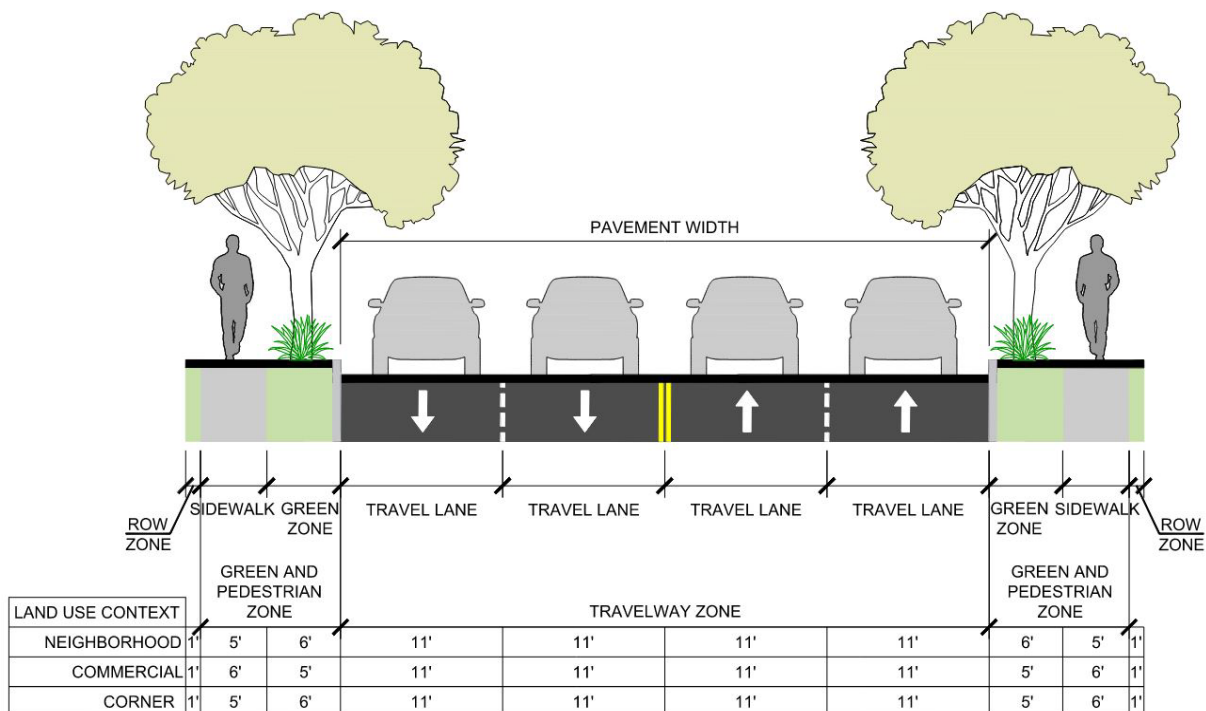 PAVEMENT WIDTH
SIDEWALK GREEN ZONE TRAVEL LANE TRAVEL LANE TRAVEL LANE TRAVEL LANE GREEN ZONE SIDEWALK
ROW ZONE
ROW ZONE
GREEN AND
PEDESTRIAN
ZONE
GREEN AND
PEDESTRIAN
ZONE
LAND USE CONTEXT TRAVELWAY ZONE
NEIGHBORHOOD 1' 5' 6' 11' 11' 11' 11' 6' 5' 1'
COMMERCIAL 1' 6' 5' 11' 11' 11' 11' 5' 6' 1'
CORNER 1' 5' 6' 11' 11' 11' 11' 5' 6' 1'